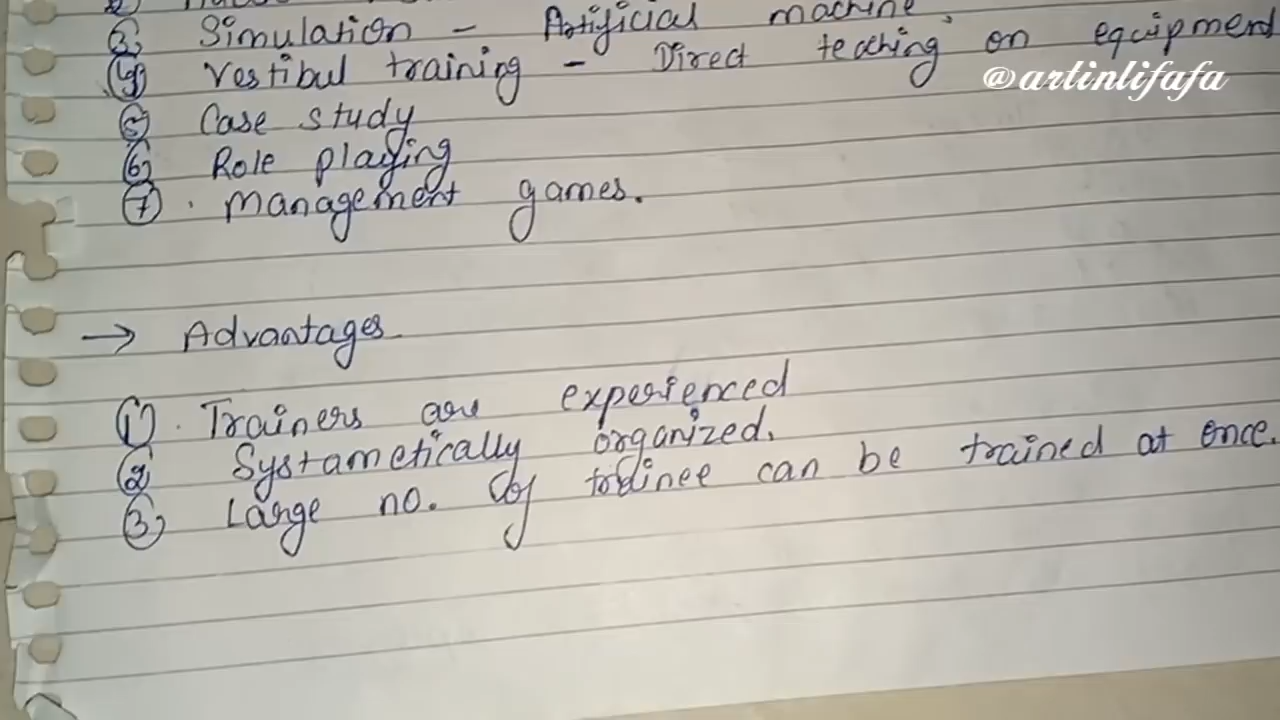 ③ Simulation - Artificial machine
④ Vestibul training - Direct teching on equipment
@artinlifafa
⑤ Case study
⑥ Role playing
⑦. Management games.
→ Advantages
①. Trainers are experienced
② Systametically organized.
③ Large no. of trainee can be trained at once.